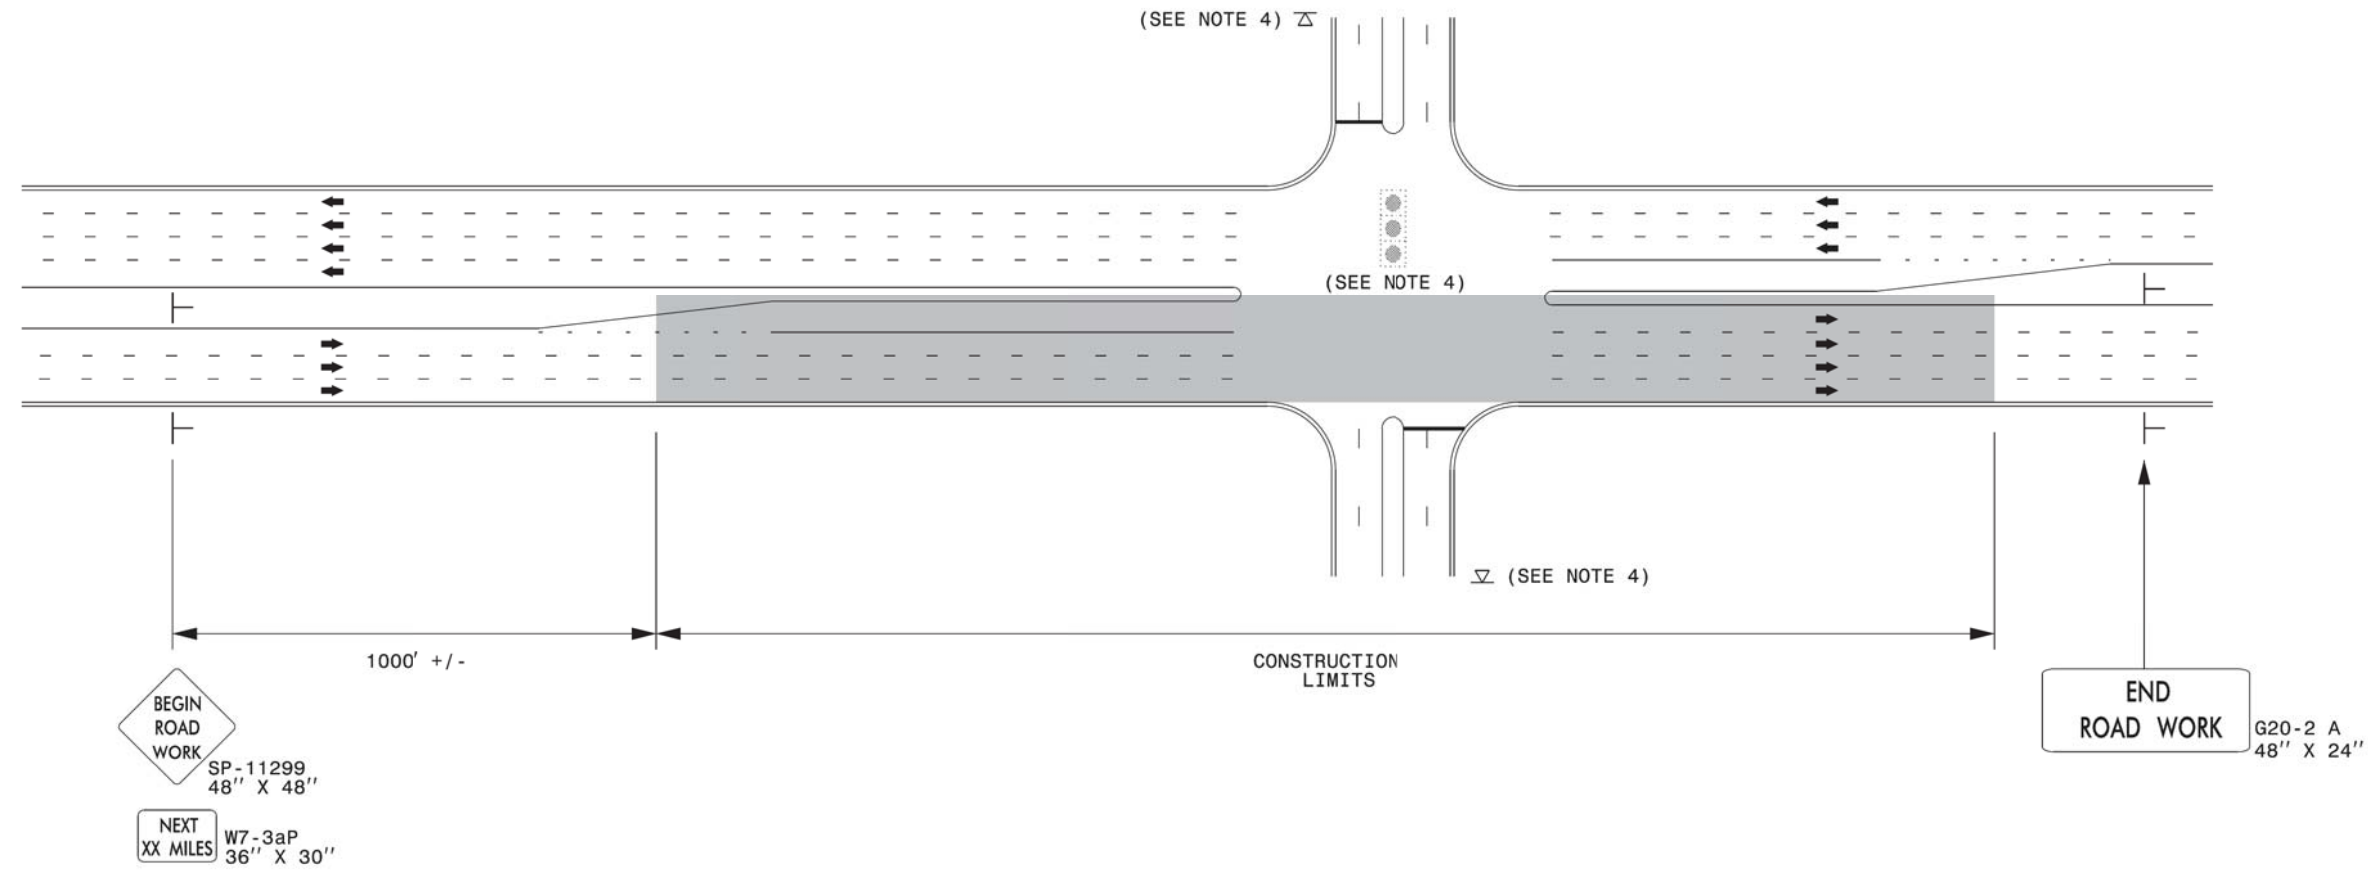 (SEE NOTE 4)
(SEE NOTE 4)
(SEE NOTE 4)
1000' +/-
CONSTRUCTION
LIMITS
BEGIN
ROAD
WORK
SP-11299
48'' X 48''
NEXT
XX MILES
W7-3aP
36'' X 30''
END
ROAD WORK
G20-2 A
48'' X 24''